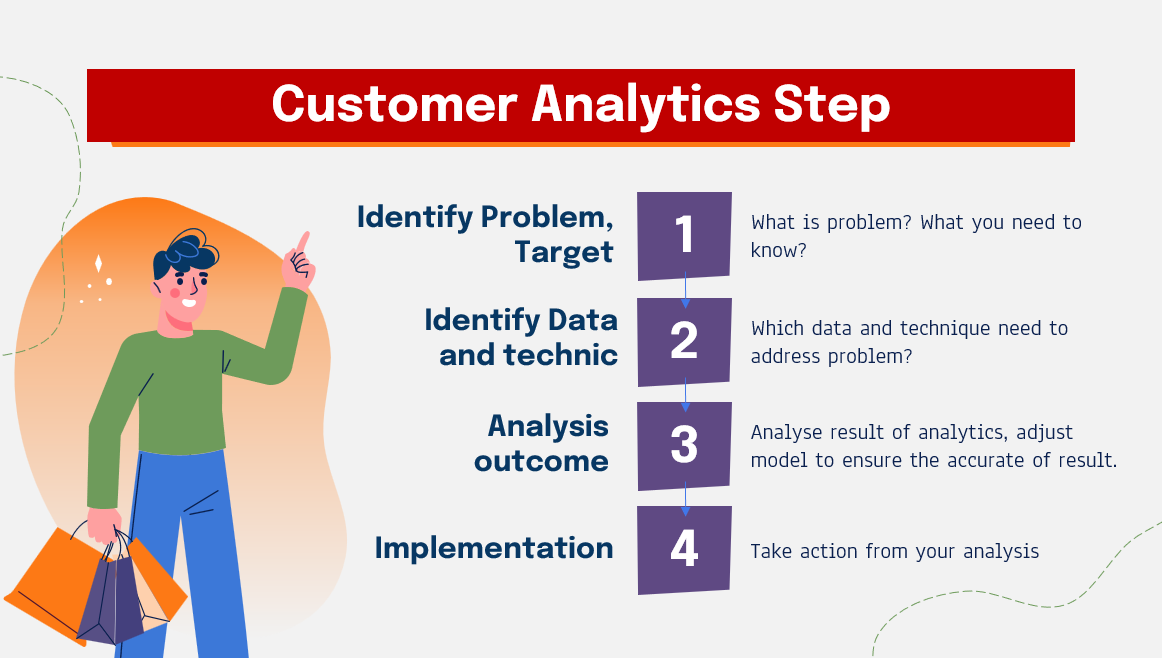 Customer Analytics Step
Identify Problem,
Target
1
What is problem? What you need to
know?
Identify Data
and technic
2
Which data and technique need to
address problem?
Analysis
outcome
3
Analyse result of analytics, adjust
model to ensure the accurate of result.
Implementation
4
Take action from your analysis